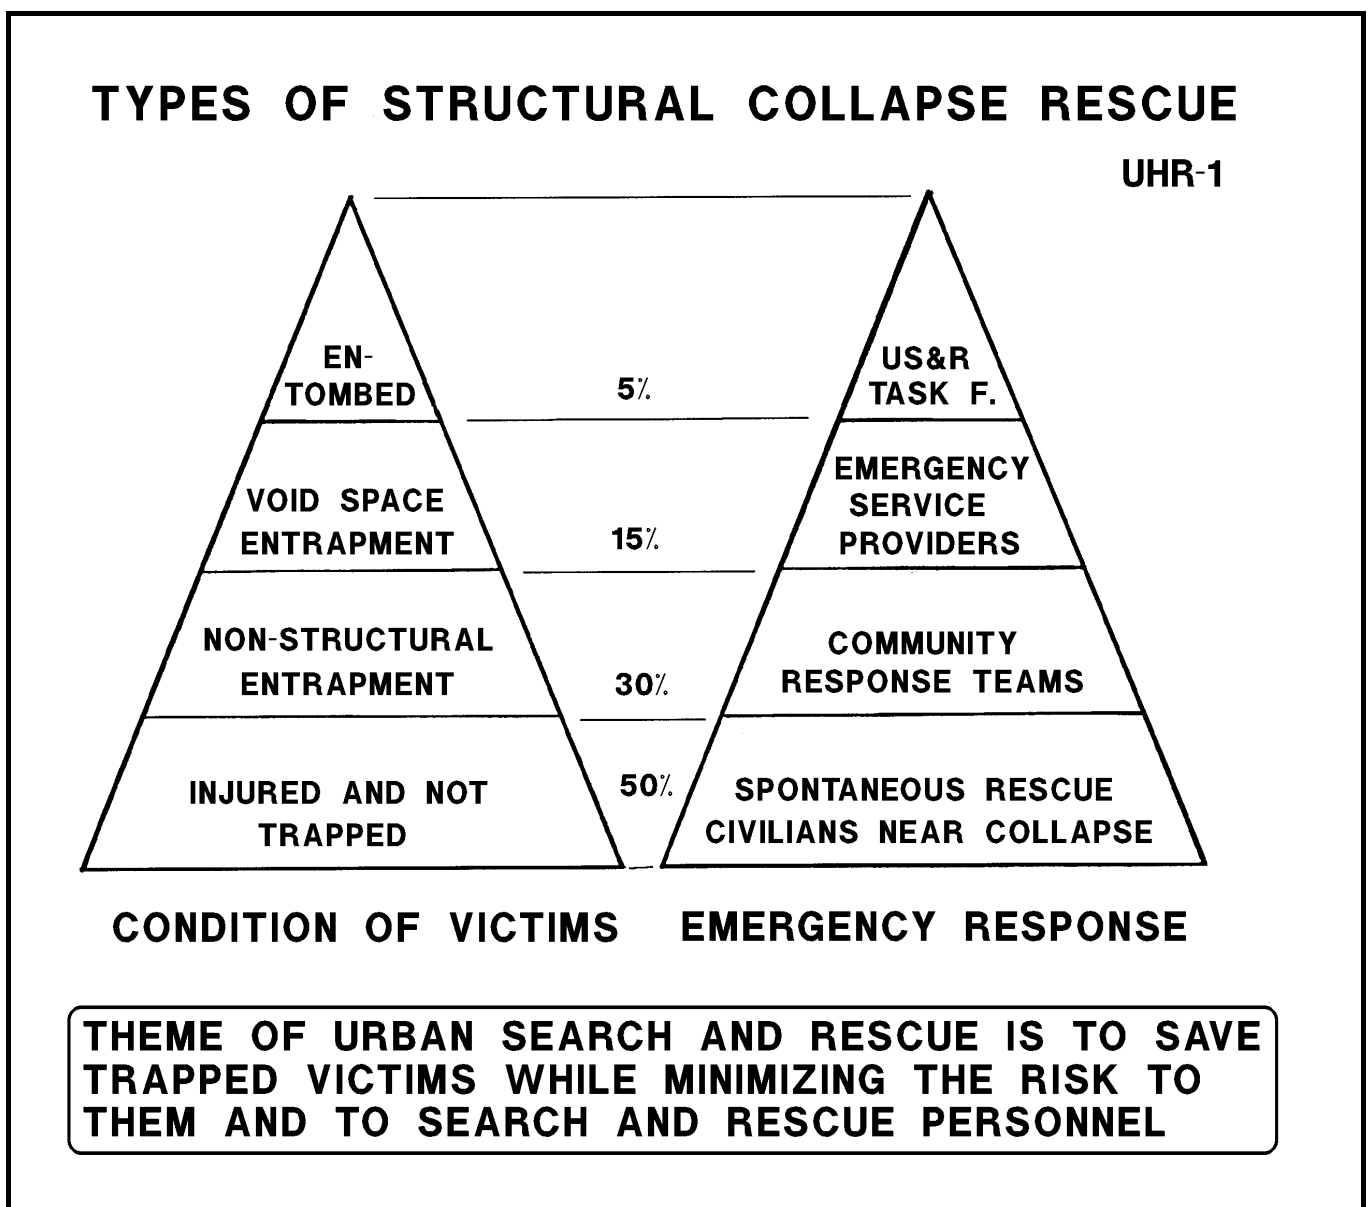 TYPES OF STRUCTURAL COLLAPSE RESCUE
UHR-1
EN-
TOMBED
5%
US&R
TASK F.
VOID SPACE
ENTRAPMENT
15%
EMERGENCY
SERVICE
PROVIDERS
NON-STRUCTURAL
ENTRAPMENT
30%
COMMUNITY
RESPONSE TEAMS
INJURED AND NOT
TRAPPED
50%
SPONTANEOUS RESCUE
CIVILIANS NEAR COLLAPSE
CONDITION OF VICTIMS
EMERGENCY RESPONSE
THEME OF URBAN SEARCH AND RESCUE IS TO SAVE
TRAPPED VICTIMS WHILE MINIMIZING THE RISK TO
THEM AND TO SEARCH AND RESCUE PERSONNEL